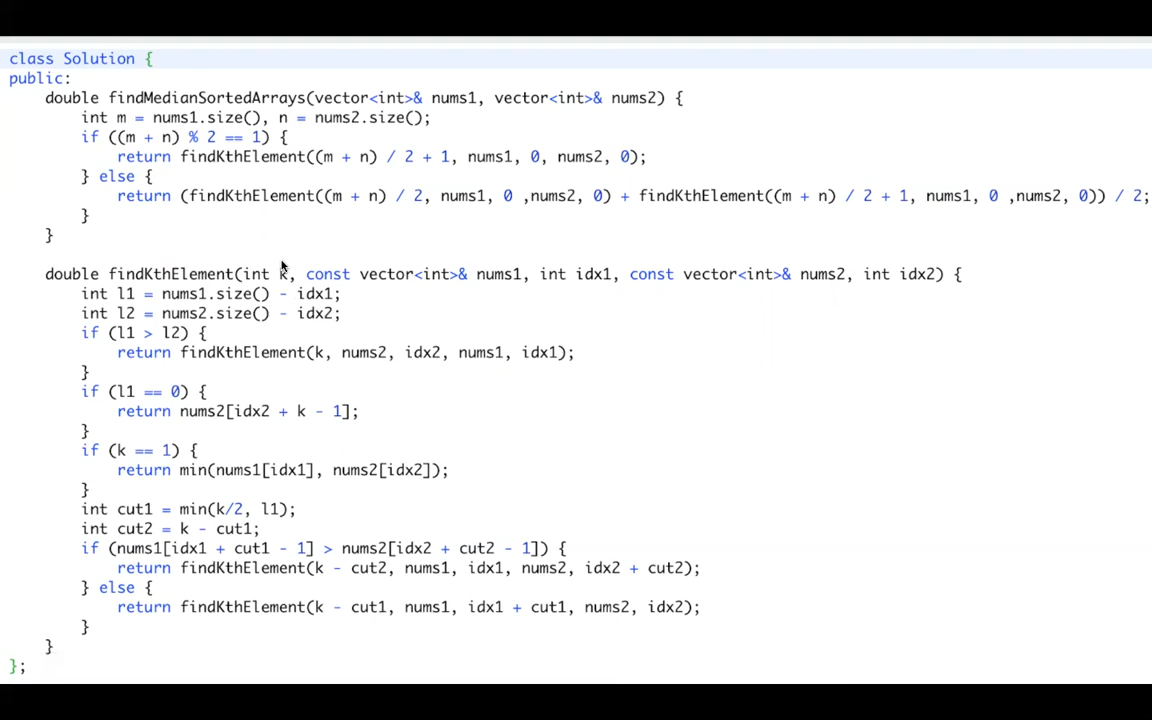 class Solution {
public:
    double findMedianSortedArrays(vector<int>& nums1, vector<int>& nums2) {
        int m = nums1.size(), n = nums2.size();
        if ((m + n) % 2 == 1) {
            return findKthElement((m + n) / 2 + 1, nums1, 0, nums2, 0);
        } else {
            return (findKthElement((m + n) / 2, nums1, 0 ,nums2, 0) + findKthElement((m + n) / 2 + 1, nums1, 0 ,nums2, 0)) / 2;
        }
    }

    double findKthElement(int k, const vector<int>& nums1, int idx1, const vector<int>& nums2, int idx2) {
        int l1 = nums1.size() - idx1;
        int l2 = nums2.size() - idx2;
        if (l1 > l2) {
            return findKthElement(k, nums2, idx2, nums1, idx1);
        }
        if (l1 == 0) {
            return nums2[idx2 + k - 1];
        }
        if (k == 1) {
            return min(nums1[idx1], nums2[idx2]);
        }
        int cut1 = min(k/2, l1);
        int cut2 = k - cut1;
        if (nums1[idx1 + cut1 - 1] > nums2[idx2 + cut2 - 1]) {
            return findKthElement(k - cut2, nums1, idx1, nums2, idx2 + cut2);
        } else {
            return findKthElement(k - cut1, nums1, idx1 + cut1, nums2, idx2);
        }
    }
};